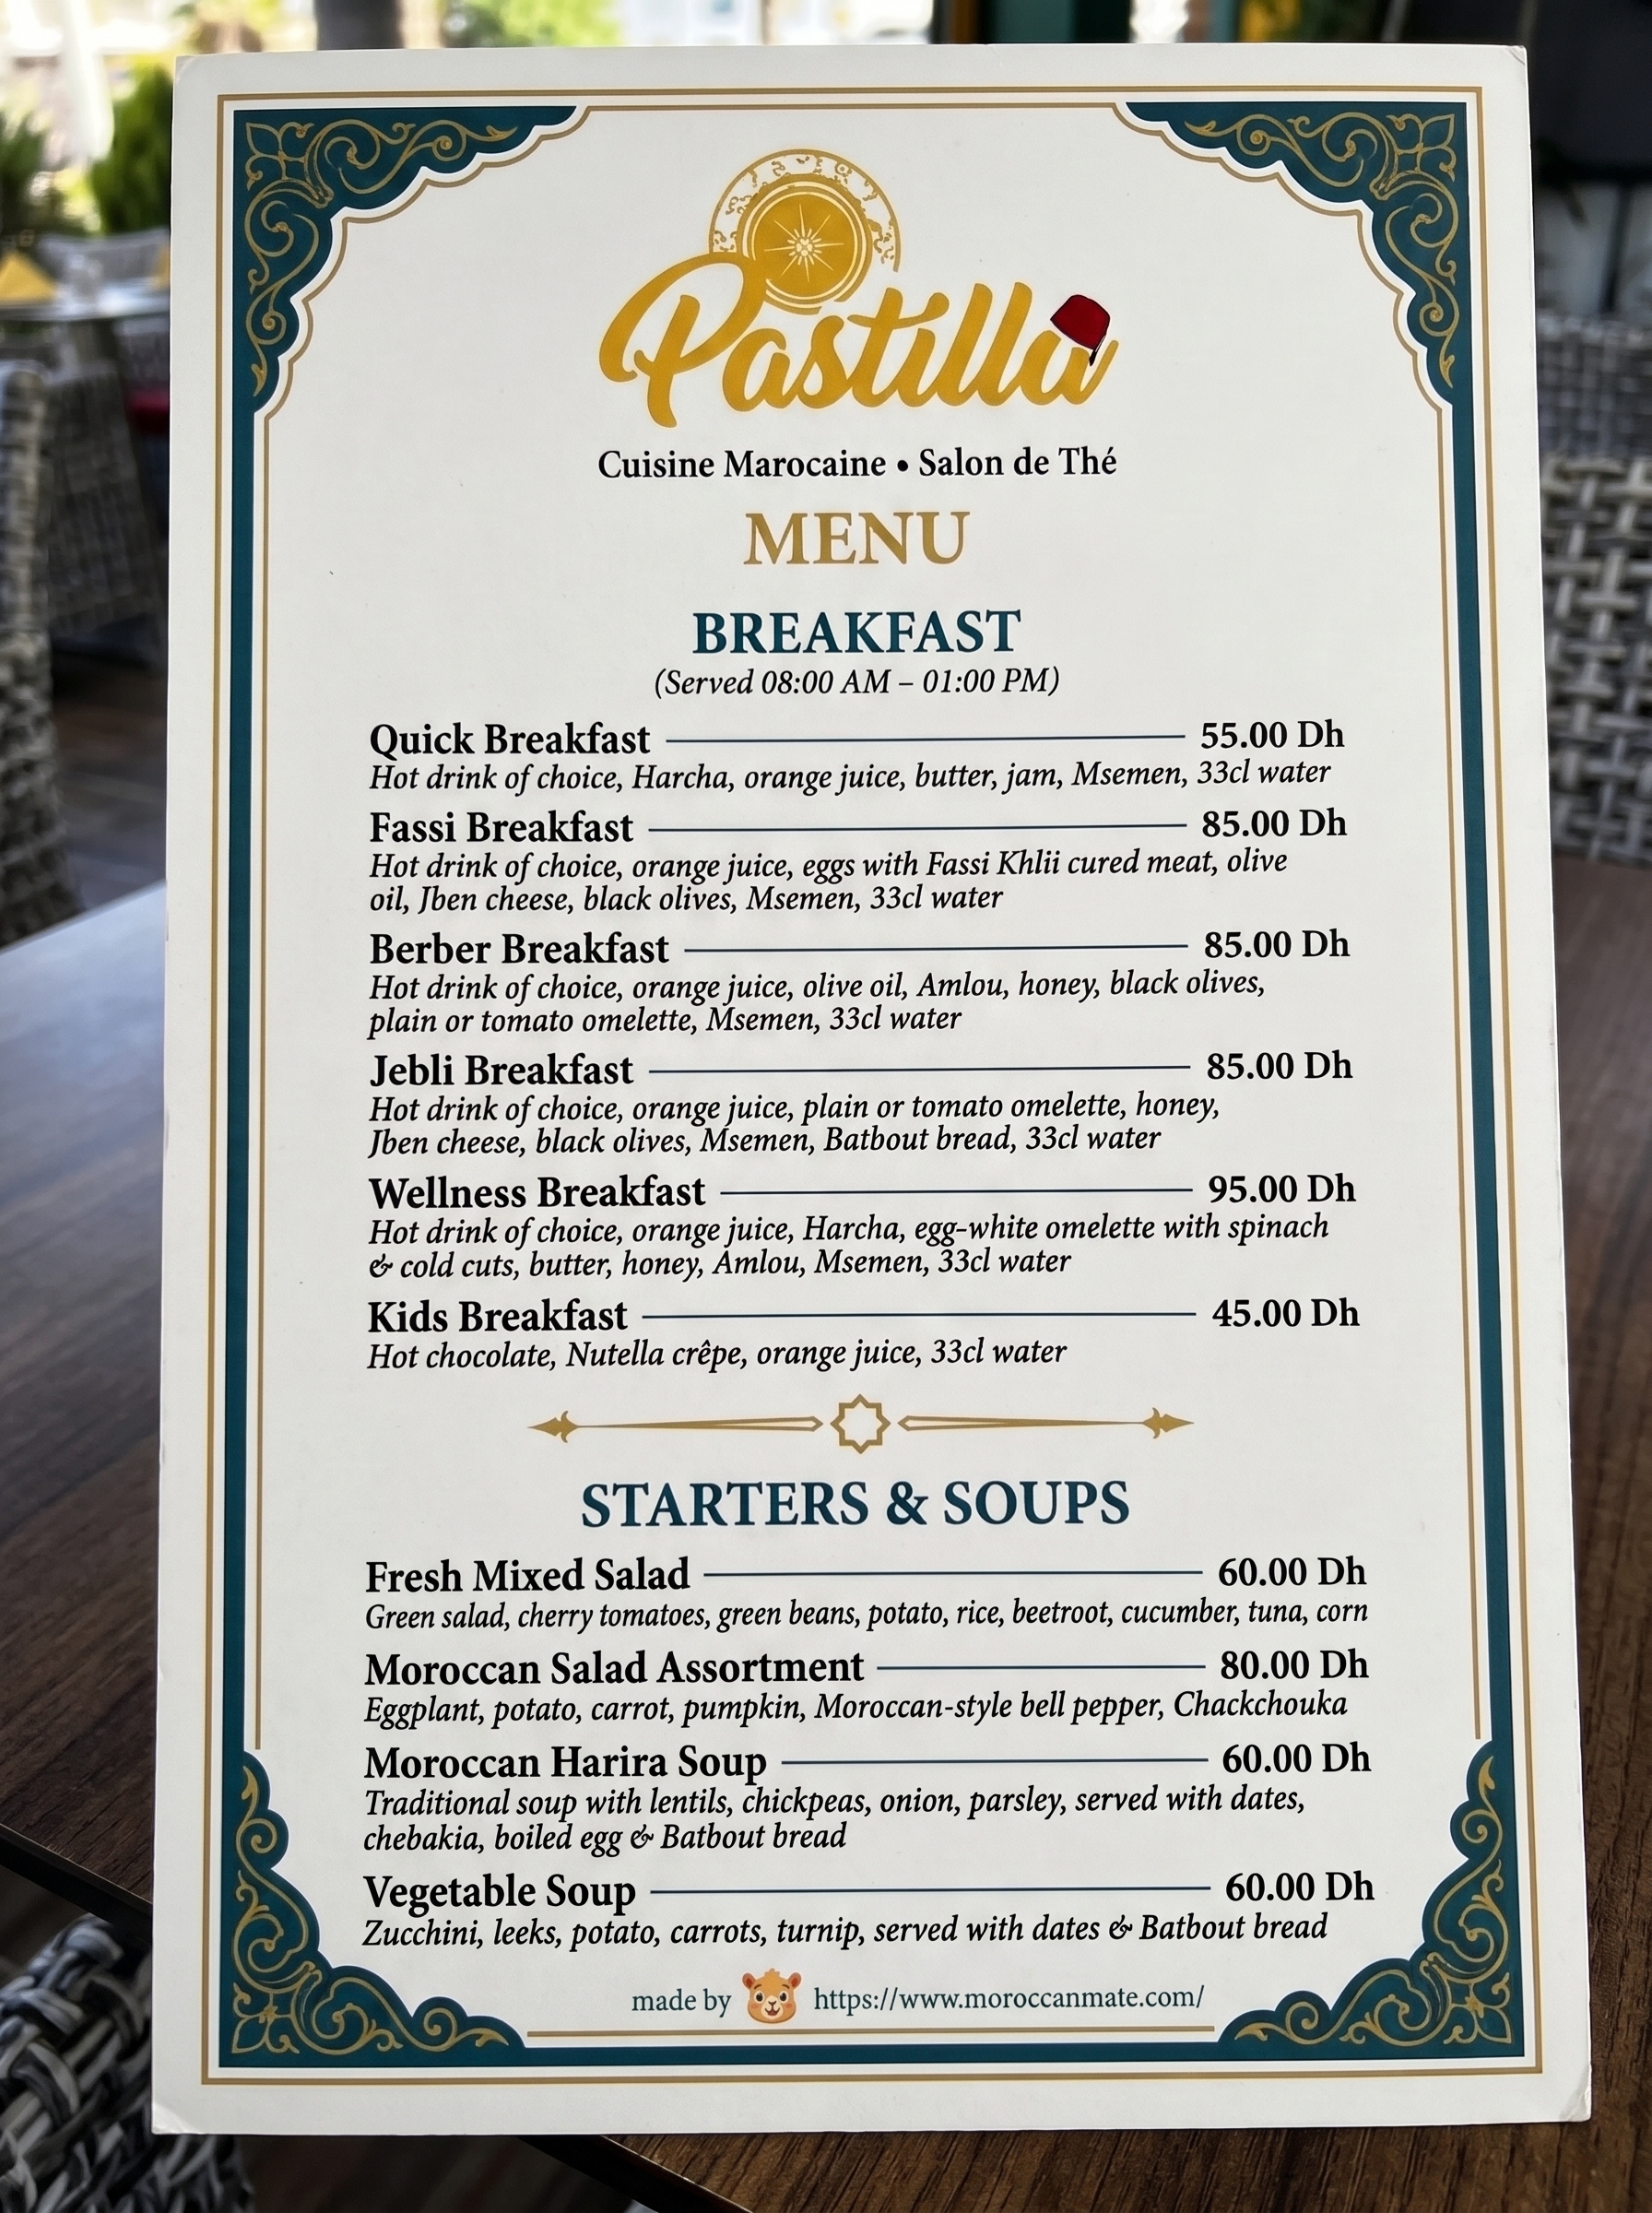 Pastilla
Cuisine Marocaine • Salon de Thé
MENU
BREAKFAST
(Served 08:00 AM – 01:00 PM)
Quick Breakfast 55.00 Dh
Hot drink of choice, Harcha, orange juice, butter, jam, Msemen, 33cl water
Fassi Breakfast 85.00 Dh
Hot drink of choice, orange juice, eggs with Fassi Khlii cured meat, olive
oil, Jben cheese, black olives, Msemen, 33cl water
Berber Breakfast 85.00 Dh
Hot drink of choice, orange juice, olive oil, Amlou, honey, black olives,
plain or tomato omelette, Msemen, 33cl water
Jebli Breakfast 85.00 Dh
Hot drink of choice, orange juice, plain or tomato omelette, honey,
Jben cheese, black olives, Msemen, Batbout bread, 33cl water
Wellness Breakfast 95.00 Dh
Hot drink of choice, orange juice, Harcha, egg-white omelette with spinach
& cold cuts, butter, honey, Amlou, Msemen, 33cl water
Kids Breakfast 45.00 Dh
Hot chocolate, Nutella crêpe, orange juice, 33cl water
STARTERS & SOUPS
Fresh Mixed Salad 60.00 Dh
Green salad, cherry tomatoes, green beans, potato, rice, beetroot, cucumber, tuna, corn
Moroccan Salad Assortment 80.00 Dh
Eggplant, potato, carrot, pumpkin, Moroccan-style bell pepper, Chackchouka
Moroccan Harira Soup 60.00 Dh
Traditional soup with lentils, chickpeas, onion, parsley, served with dates,
chebakia, boiled egg & Batbout bread
Vegetable Soup 60.00 Dh
Zucchini, leeks, potato, carrots, turnip, served with dates & Batbout bread
made by https://www.moroccanmate.com/